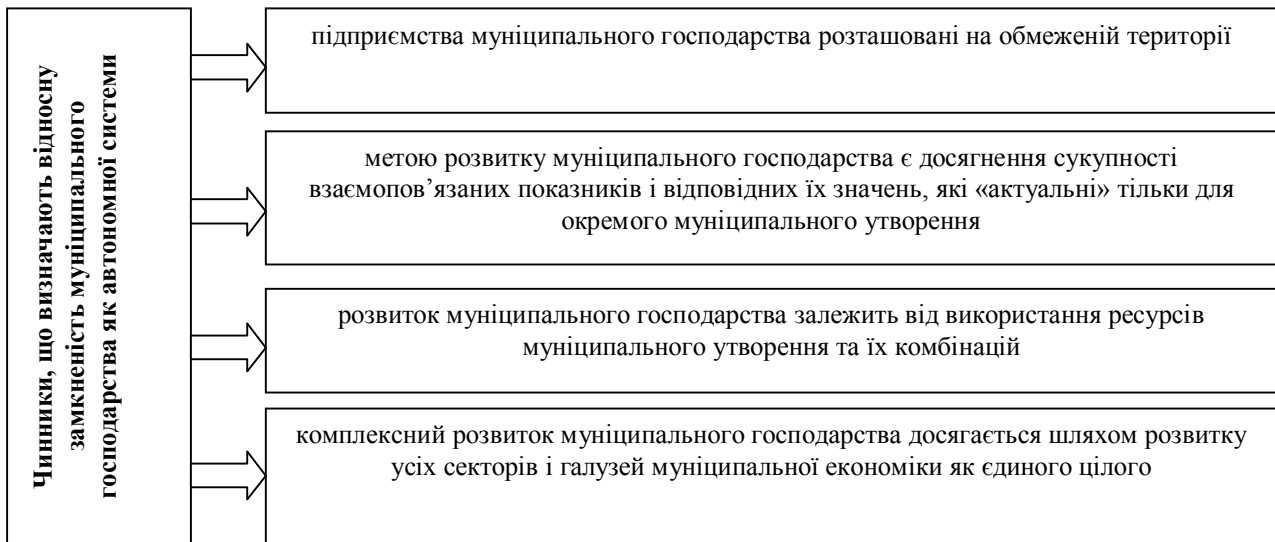 Чинники, що визначають відносну
замкненість муніципального
господарства як автономної системи
підприємства муніципального господарства розташовані на обмеженій території
метою розвитку муніципального господарства є досягнення сукупності
взаємопов’язаних показників і відповідних їх значень, які «актуальні» тільки для
окремого муніципального утворення
розвиток муніципального господарства залежить від використання ресурсів
муніципального утворення та їх комбінацій
комплексний розвиток муніципального господарства досягається шляхом розвитку
усіх секторів і галузей муніципальної економіки як єдиного цілого